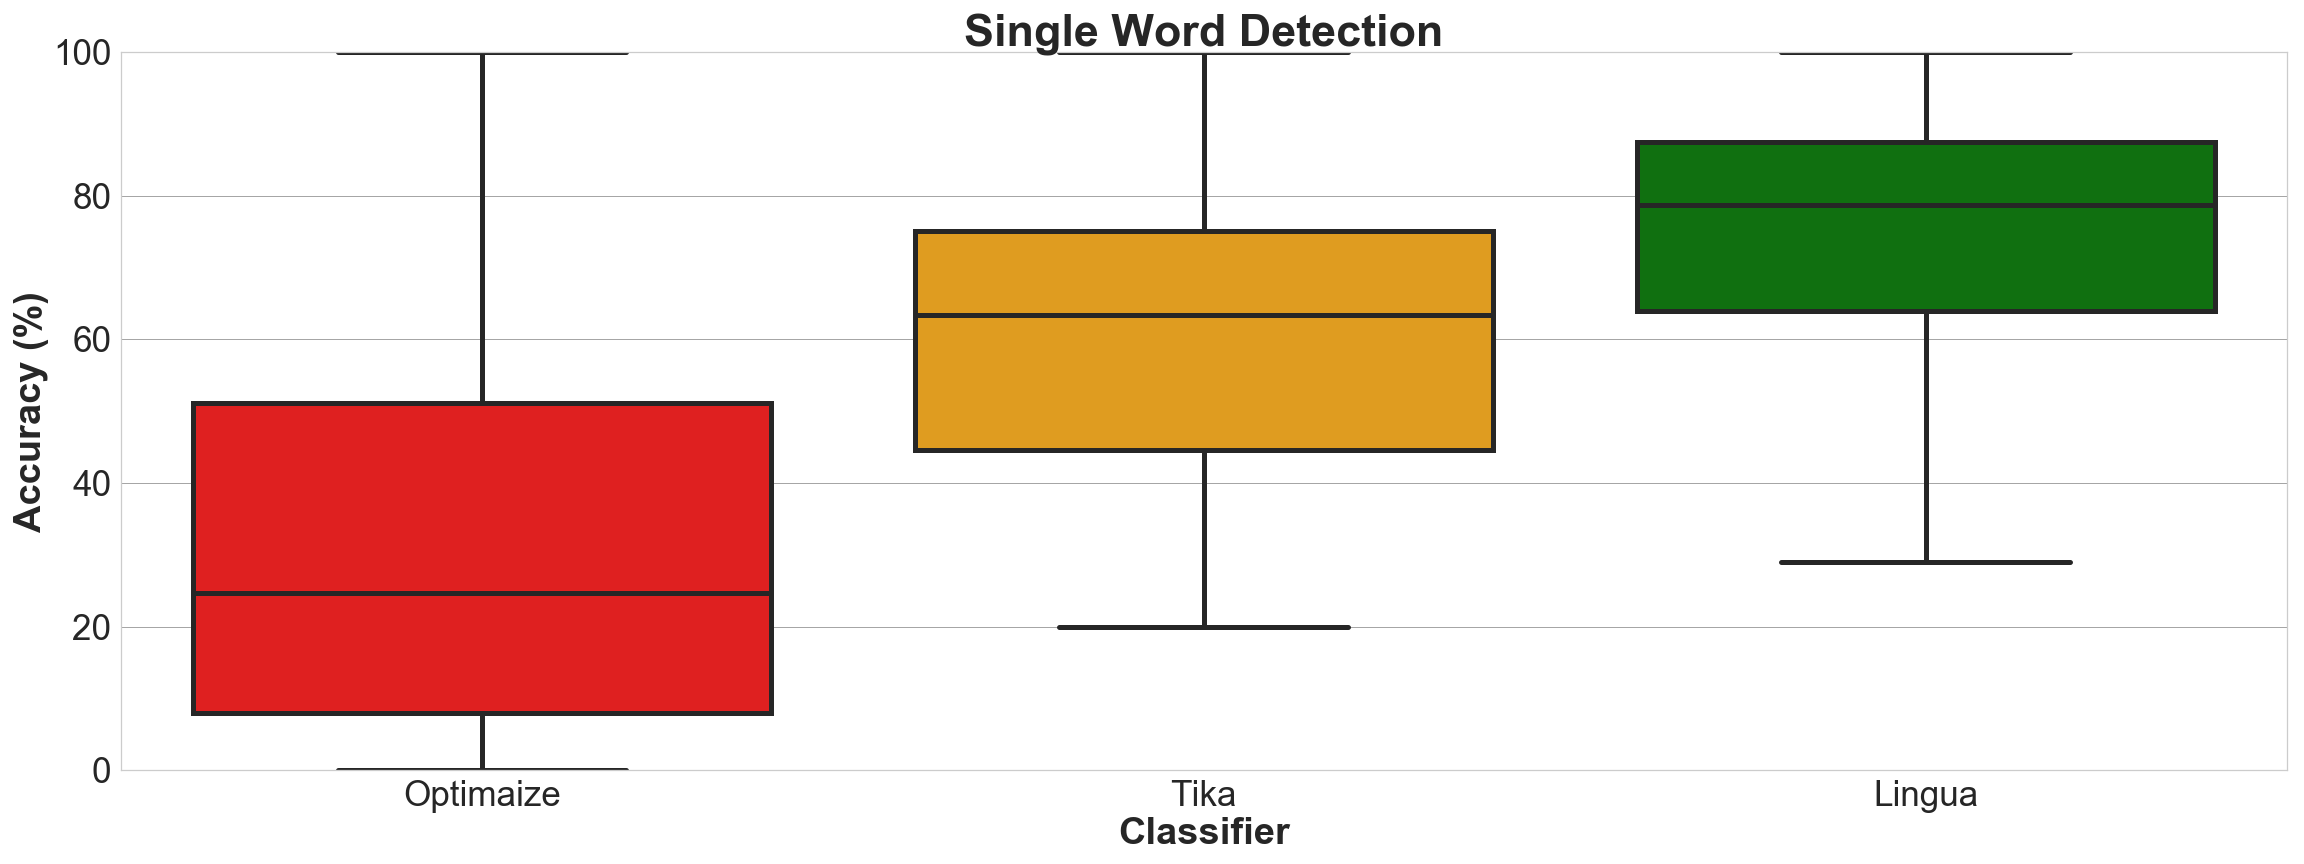 Single Word Detection
Accuracy (%)
100
80
60
40
20
0
Optimaize
Tika
Lingua
Classifier